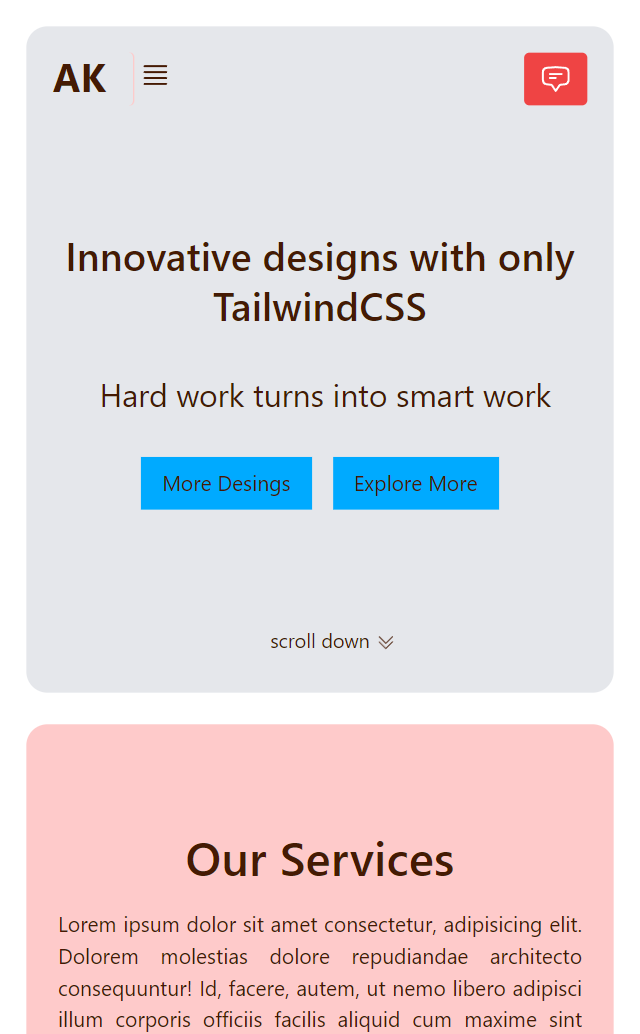 AK
Innovative designs with only
TailwindCSS
Hard work turns into smart work
More Desings
Explore More
scroll down
Our Services
Lorem ipsum dolor sit amet consectetur, adipisicing elit.
Dolorem molestias dolore repudiandae architecto
consequuntur! Id, facere, autem, ut nemo libero adipisci
illum corporis officiis facilis aliquid cum maxime sint